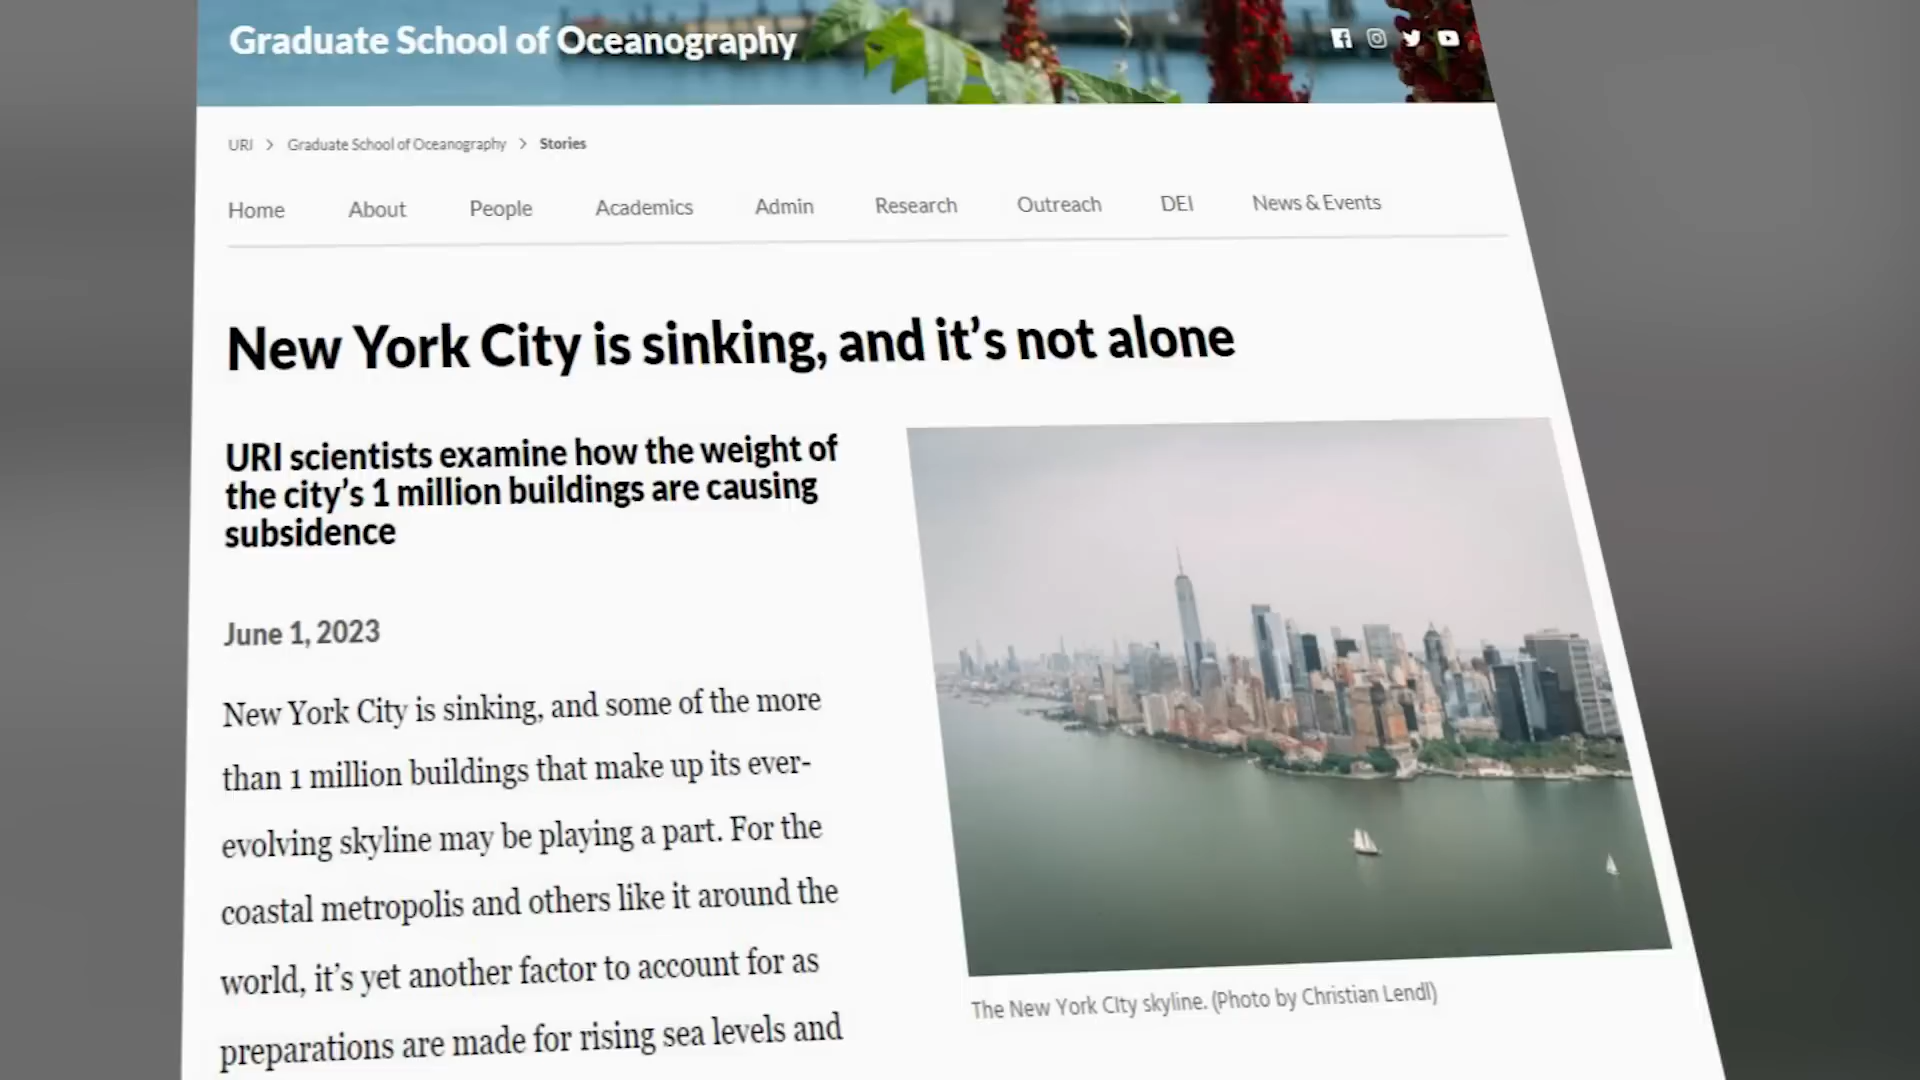 Graduate School of Oceanography
URI > Graduate School of Oceanography > Stories
Home About People Academics Admin Research Outreach DEI News & Events
New York City is sinking, and it’s not alone
URI scientists examine how the weight of
the city’s 1 million buildings are causing
subsidence
June 1, 2023
New York City is sinking, and some of the more
than 1 million buildings that make up its ever-
evolving skyline may be playing a part. For the
coastal metropolis and others like it around the
world, it’s yet another factor to account for as
preparations are made for rising sea levels and
The New York CIty skyline. (Photo by Christian Lendl)